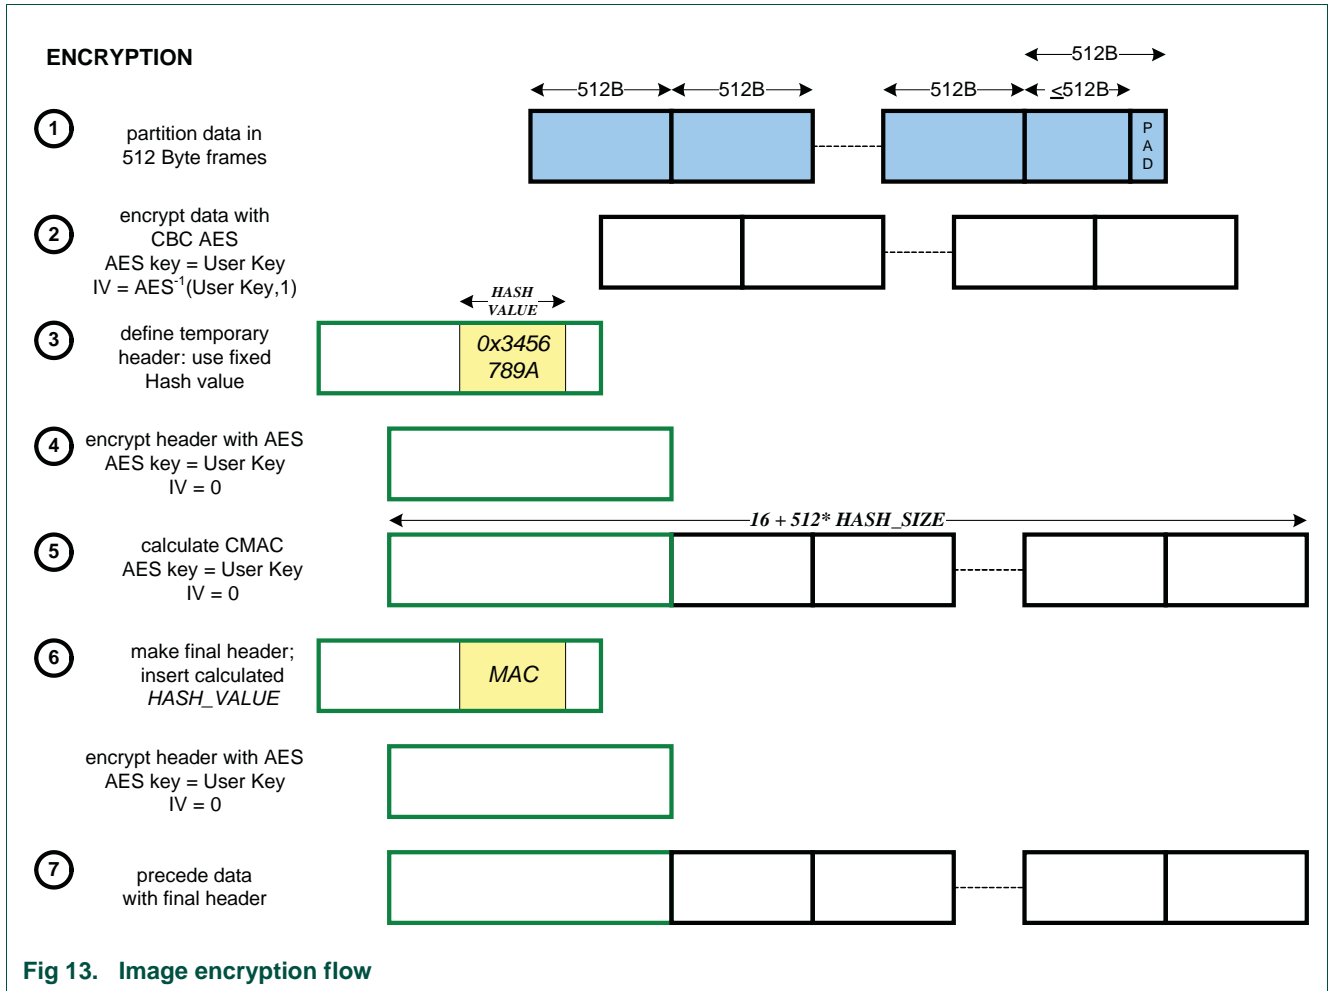 ENCRYPTION
512B
512B
512B
512B
≤512B
1
partition data in
512 Byte frames
P
A
D
2
encrypt data with
CBC AES
AES key = User Key
IV = AES-1(User Key,1)
HASH
VALUE
3
define temporary
header: use fixed
Hash value
0x3456
789A
4
encrypt header with AES
AES key = User Key
IV = 0
16 + 512* HASH_SIZE
5
calculate CMAC
AES key = User Key
IV = 0
6
make final header;
insert calculated
HASH_VALUE
MAC
encrypt header with AES
AES key = User Key
IV = 0
7
precede data
with final header
Fig 13. Image encryption flow